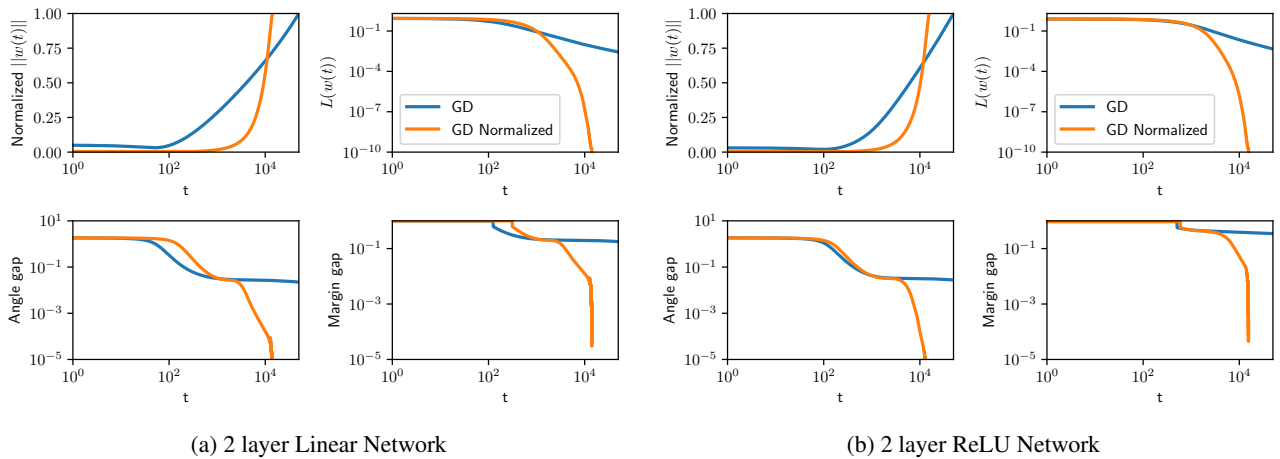 Normalized ||w(t)||
1.00
0.75
0.50
0.25
0.00
10^0 10^2 10^4
t
L(w(t))
10^-1
10^-4
10^-7
10^-10
GD
GD Normalized
10^0 10^2 10^4
t
Normalized ||w(t)||
1.00
0.75
0.50
0.25
0.00
10^0 10^2 10^4
t
L(w(t))
10^-1
10^-4
10^-7
10^-10
GD
GD Normalized
10^0 10^2 10^4
t
Angle gap
10^1
10^-1
10^-3
10^-5
10^0 10^2 10^4
t
Margin gap
10^-1
10^-3
10^-5
10^0 10^2 10^4
t
Angle gap
10^1
10^-1
10^-3
10^-5
10^0 10^2 10^4
t
Margin gap
10^-1
10^-3
10^-5
10^0 10^2 10^4
t
(a) 2 layer Linear Network
(b) 2 layer ReLU Network